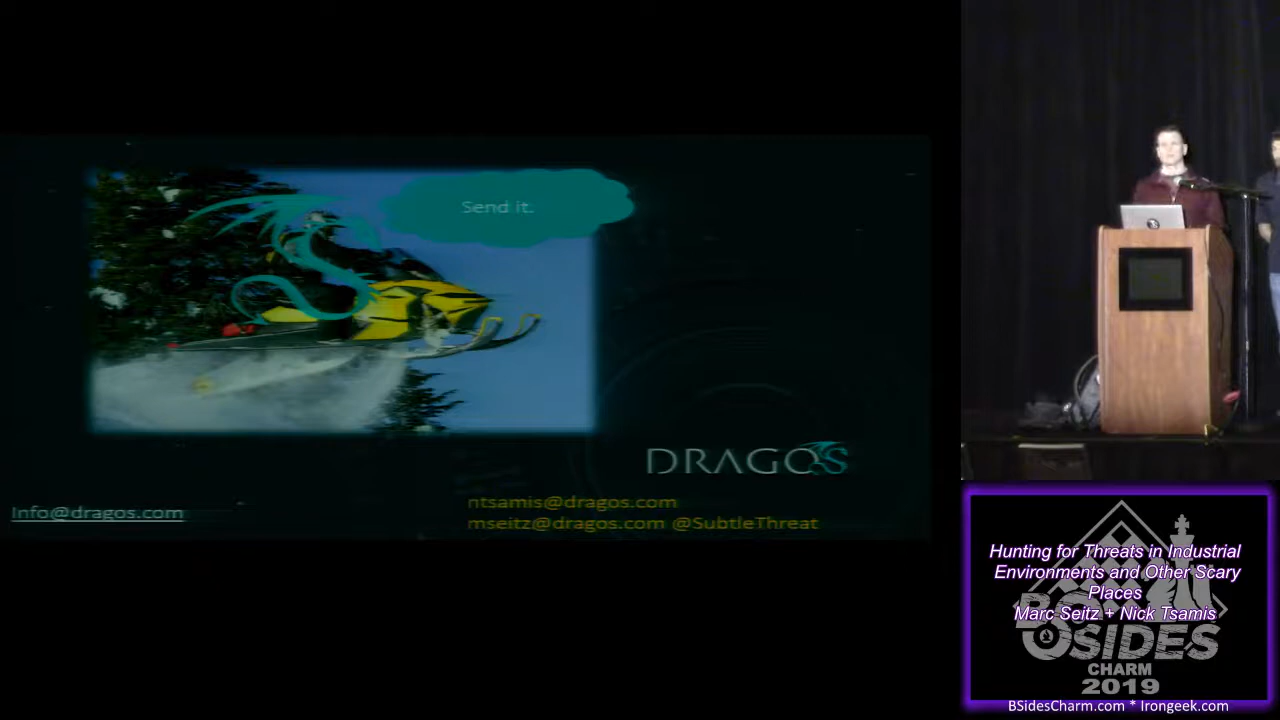 Send it.
DRAGOS
Info@dragos.com
ntsamis@dragos.com
mseitz@dragos.com @SubtleThreat
Hunting for Threats in Industrial
Environments and Other Scary
Places
Marc Seitz + Nick Tsamis
BSIDES
CHARM
2019
BSidesCharm.com * Irongeek.com